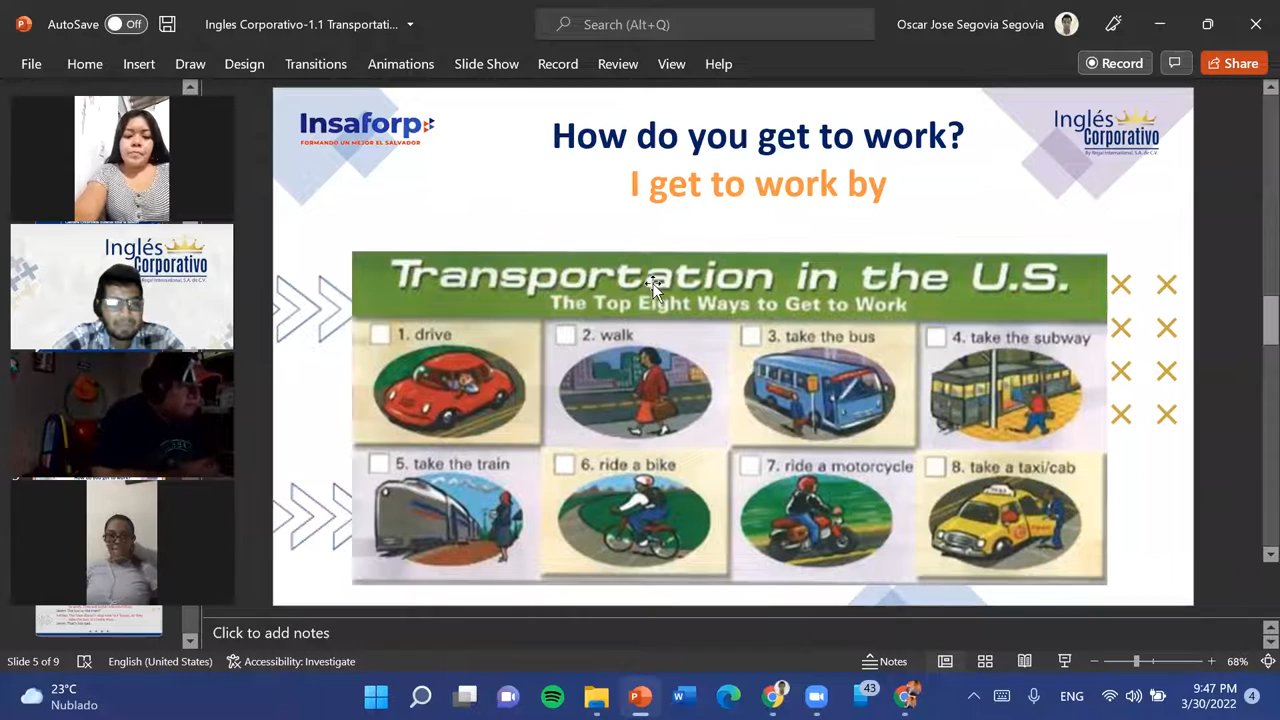 AutoSave Off
Ingles Corporativo-1.1 Transportati...
Search (Alt+Q)
Oscar Jose Segovia Segovia
File Home Insert Draw Design Transitions Animations Slide Show Record Review View Help
Record
Share
Insaforp
FORMANDO UN MEJOR EL SALVADOR
How do you get to work?
I get to work by
Inglés
Corporativo
Inglés
Corporativo
Transportation in the U.S.
The Top Eight Ways to Get to Work
1. drive
2. walk
3. take the bus
4. take the subway
5. take the train
6. ride a bike
7. ride a motorcycle
8. take a taxi/cab
Click to add notes
Slide 5 of 9
English (United States)
Accessibility: Investigate
Notes
68%
23°C
Nublado
43
ENG
9:47 PM
3/30/2022
4